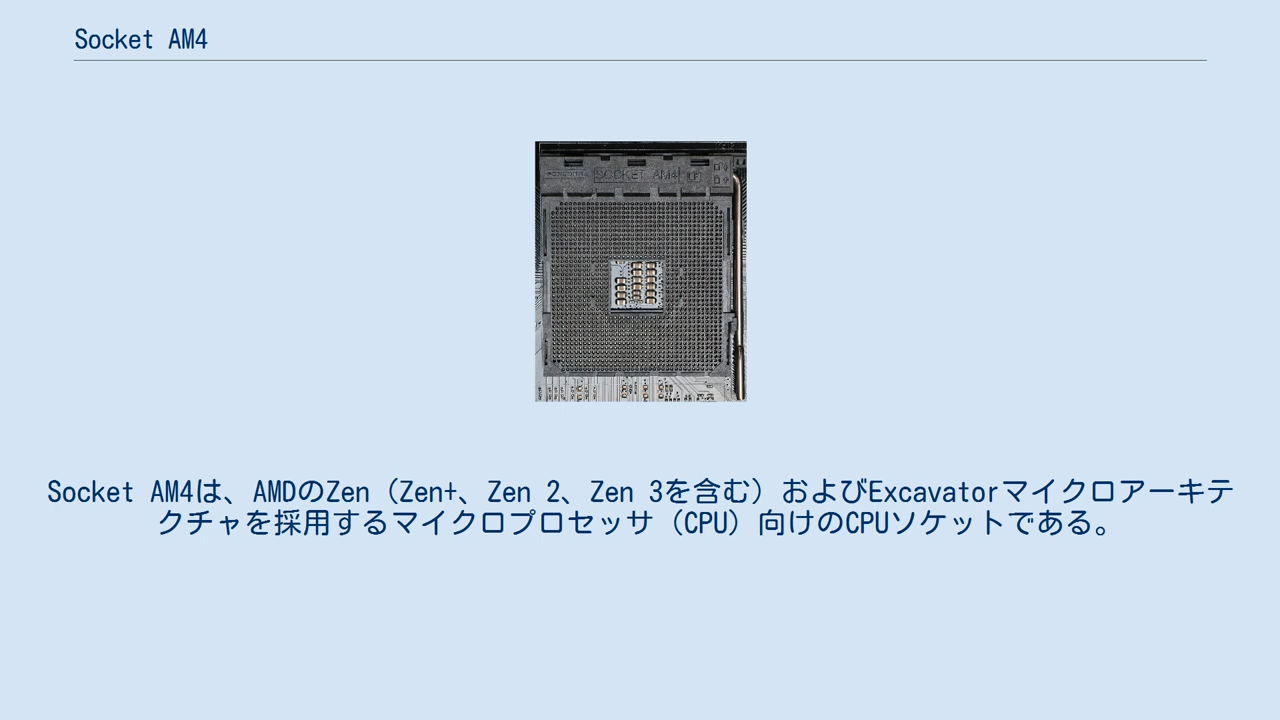 Socket AM4
SOCKET AM4
Socket AM4は、AMDのZen（Zen+、Zen 2、Zen 3を含む）およびExcavatorマイクロアーキテ
クチャを採用するマイクロプロセッサ（CPU）向けのCPUソケットである。